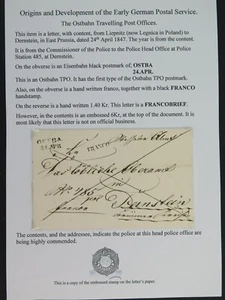 Origins and Development of the Early German Postal Service.
The Ostbahn Travelling Post Offices.
This item is a letter, with content, from Liegnitz (now Legnica in Poland) to
Dernstein, in East Prussia, dated 24th April 1847. The year is from the content.
It is from the Commissioner of the Police to the Police Head Office at Police
Station 485, at Dernstein.
On the obverse is an Eisenbahn black postmark of, OSTBA
24.APR.
This is an Ostbahn TPO. It has the first type of the Ostbahn TPO postmark.
Also, on the obverse is a hand written franco, together with a black FRANCO
handstamp.
On the reverse is a hand written 1.40 Kr. This letter is a FRANCOBRIEF.
However, in the contents is an embossed 6Kr, at the top of the document. It is
most likely that this letter is not on official business.
OSTBA
24.APR
FRANCO
No 485
franco
The contents, and the addressee, indicate the police at this head police office are
being highly commended.
This is a copy of the embossed stamp on the letter's paper.